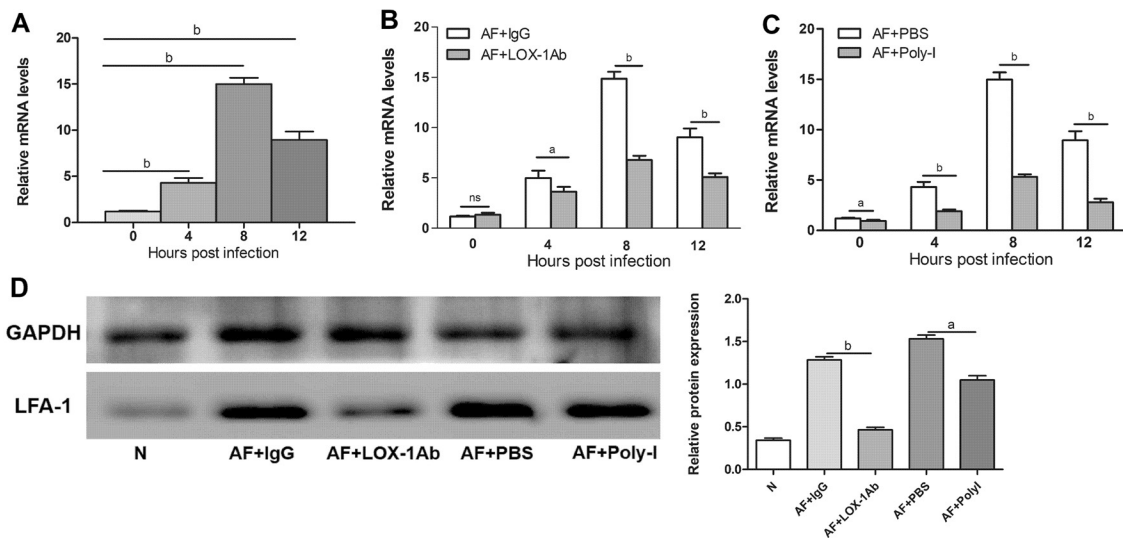 A
Relative mRNA levels
20
15
10
5
0
b
b
b
0 4 8 12
Hours post infection
B
AF+IgG
AF+LOX-1Ab
Relative mRNA levels
20
15
10
5
0
ns
a
b
b
0 4 8 12
Hours post infection
C
AF+PBS
AF+Poly-I
Relative mRNA levels
20
15
10
5
0
a
b
b
b
0 4 8 12
Hours post infection
D
GAPDH
LFA-1
N AF+IgG AF+LOX-1Ab AF+PBS AF+Poly-I
Relative protein expression
2.0
1.5
1.0
0.5
0.0
b
a
N
AF+IgG
AF+LOX-1Ab
AF+PBS
AF+PolyI